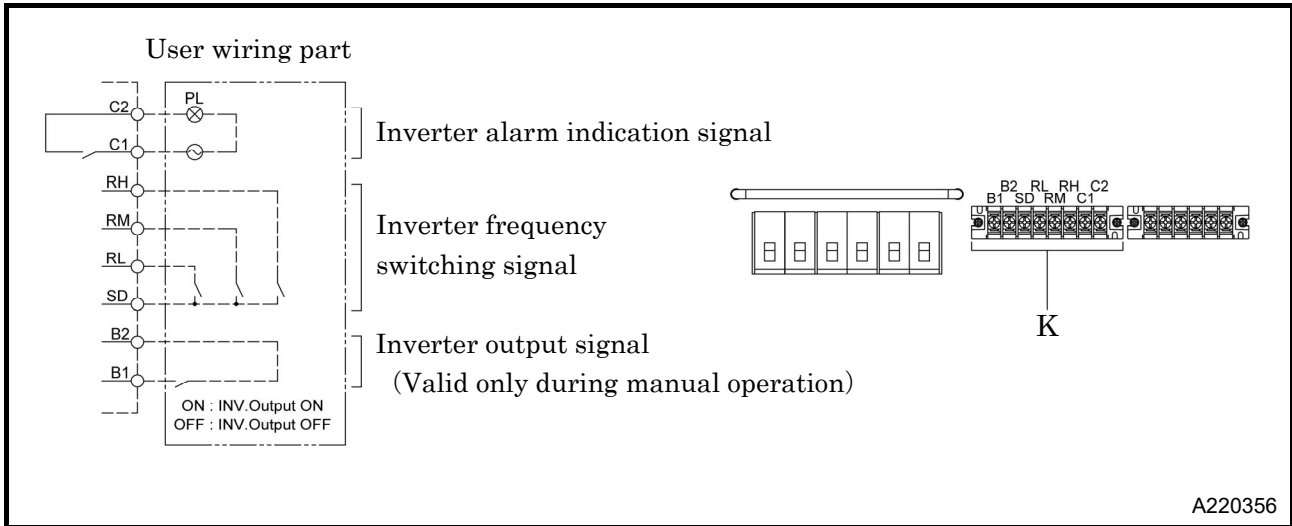 User wiring part
C2
PL
C1
Inverter alarm indication signal
RH
RM
RL
SD
Inverter frequency
switching signal
B2
B1
Inverter output signal
（Valid only during manual operation）
ON : INV.Output ON
OFF : INV.Output OFF
B2 RL RH C2
B1 SD RM C1
K
A220356